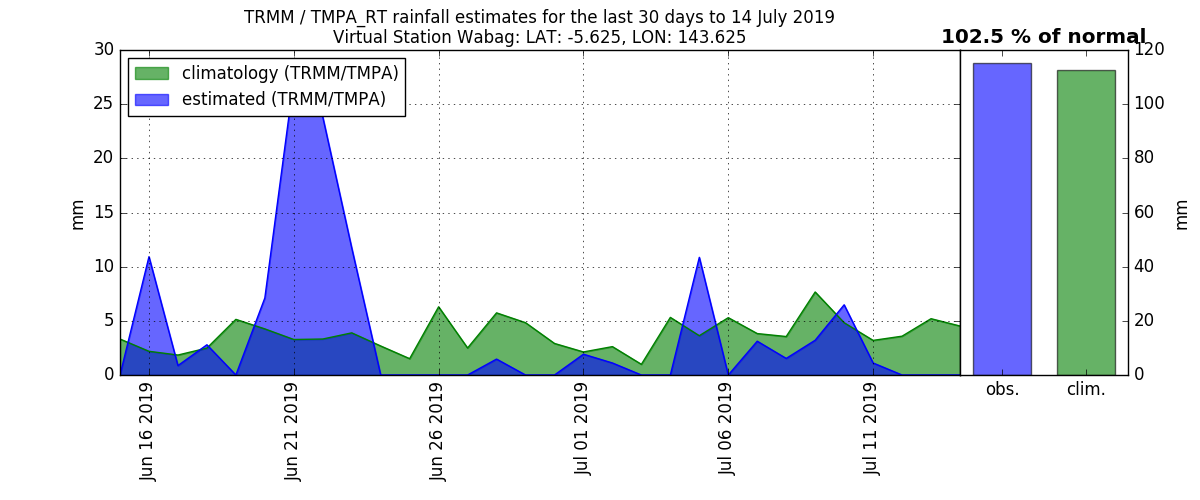 TRMM / TMPA_RT rainfall estimates for the last 30 days to 14 July 2019
Virtual Station Wabag: LAT: -5.625, LON: 143.625
102.5 % of normal
climatology (TRMM/TMPA)
estimated (TRMM/TMPA)
30
25
20
15
10
5
0
mm
120
100
80
60
40
20
0
mm
Jun 16 2019
Jun 21 2019
Jun 26 2019
Jul 01 2019
Jul 06 2019
Jul 11 2019
obs.
clim.